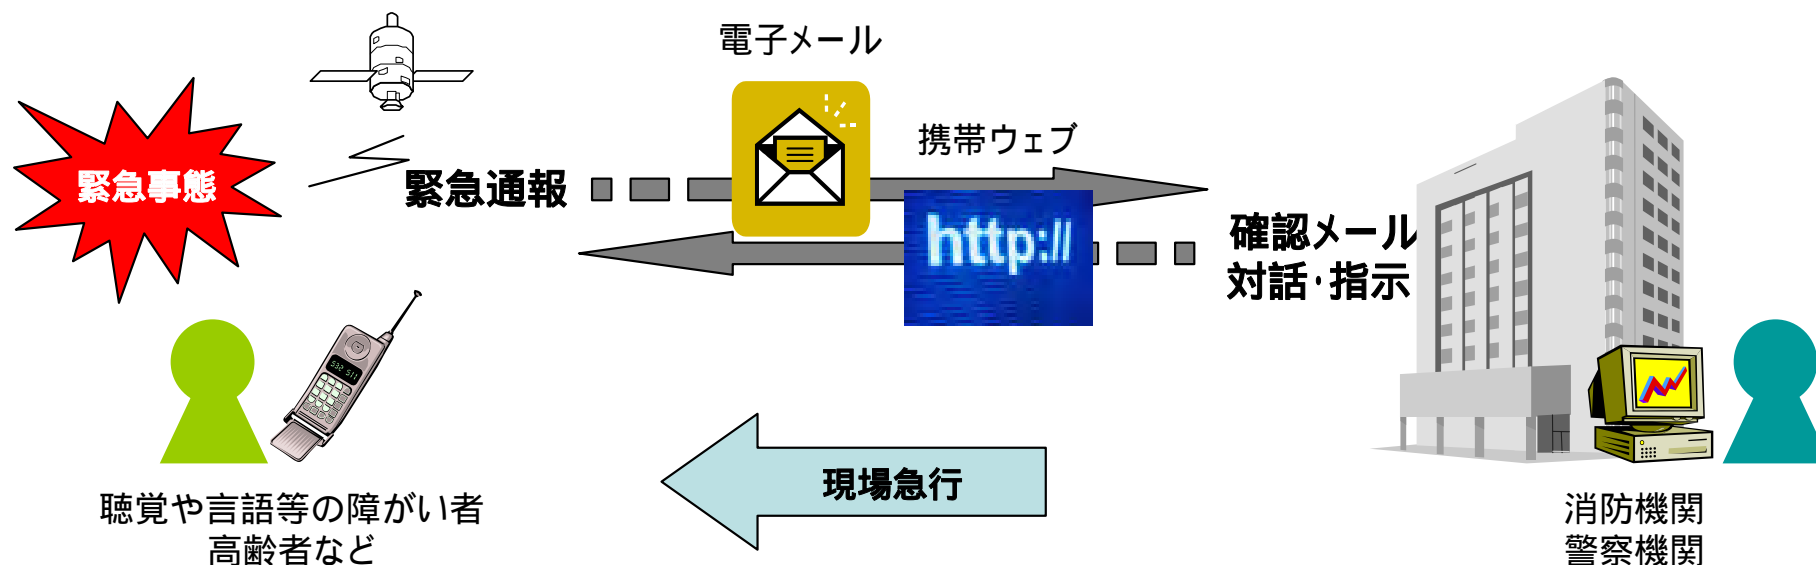 電子メール
携帯ウェブ
緊急事態
緊急通報
http://
確認メール
対話・指示
532 511
現場急行
聴覚や言語等の障がい者
高齢者など
消防機関
警察機関